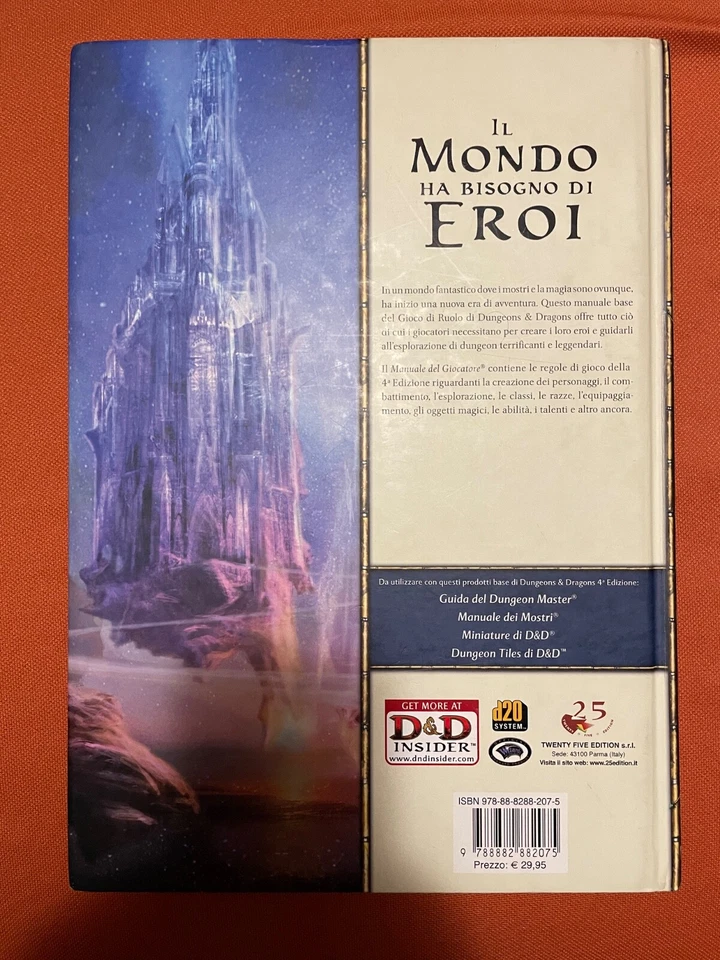 IL
MONDO
HA BISOGNO DI
EROI
In un mondo fantastico dove i mostri e la magia sono ovunque,
ha inizio una nuova era di avventura. Questo manuale base
del Gioco di Ruolo di Dungeons & Dragons offre tutto ciò
di cui i giocatori necessitano per creare i loro eroi e guidarli
all'esplorazione di dungeon terrificanti e leggendari.
Il Manuale del Giocatore® contiene le regole di gioco della
4ª Edizione riguardanti la creazione dei personaggi, il com-
battimento, l'esplorazione, le classi, le razze, l'equipaggia-
mento, gli oggetti magici, le abilità, i talenti e altro ancora.
Da utilizzare con questi prodotti base di Dungeons & Dragons 4ª Edizione:
Guida del Dungeon Master®
Manuale dei Mostri®
Miniature di D&D®
Dungeon Tiles di D&D™
GET MORE AT
D&D
INSIDER™
www.dndinsider.com
d20
SYSTEM™
25
TWENTY FIVE EDITION s.r.l.
Sede: 43100 Parma (Italy)
Visita il sito web: www.25edition.it
ISBN 978-88-8288-207-5
9 788882 882075
Prezzo: € 29,95